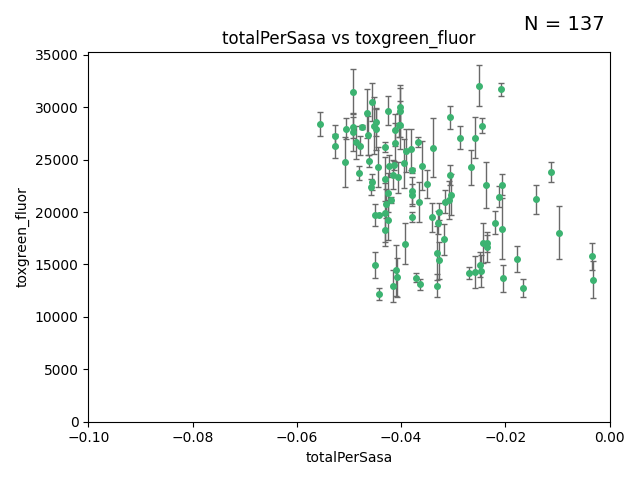 N = 137
totalPerSasa vs toxgreen_fluor
35000
30000
25000
20000
15000
10000
5000
0
toxgreen_fluor
−0.10 −0.08 −0.06 −0.04 −0.02 0.00
totalPerSasa